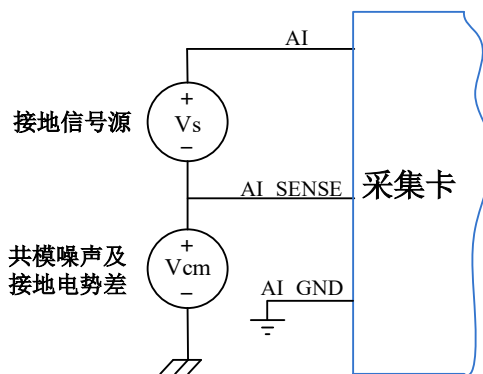 AI
+
接地信号源
Vs
−
AI SENSE
采集卡
+
共模噪声及
接地电势差
Vcm
−
AI GND